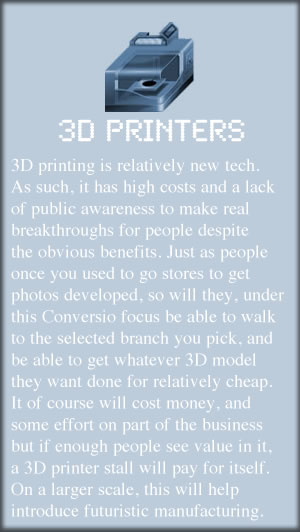 3D PRINTERS
3D printing is relatively new tech.
As such, it has high costs and a lack
of public awareness to make real
breakthroughs for people despite
the obvious benefits. Just as people
once you used to go stores to get
photos developed, so will they, under
this Conversio focus be able to walk
to the selected branch you pick, and
be able to get whatever 3D model
they want done for relatively cheap.
It of course will cost money, and
some effort on part of the business
but if enough people see value in it,
a 3D printer stall will pay for itself.
On a larger scale, this will help
introduce futuristic manufacturing.